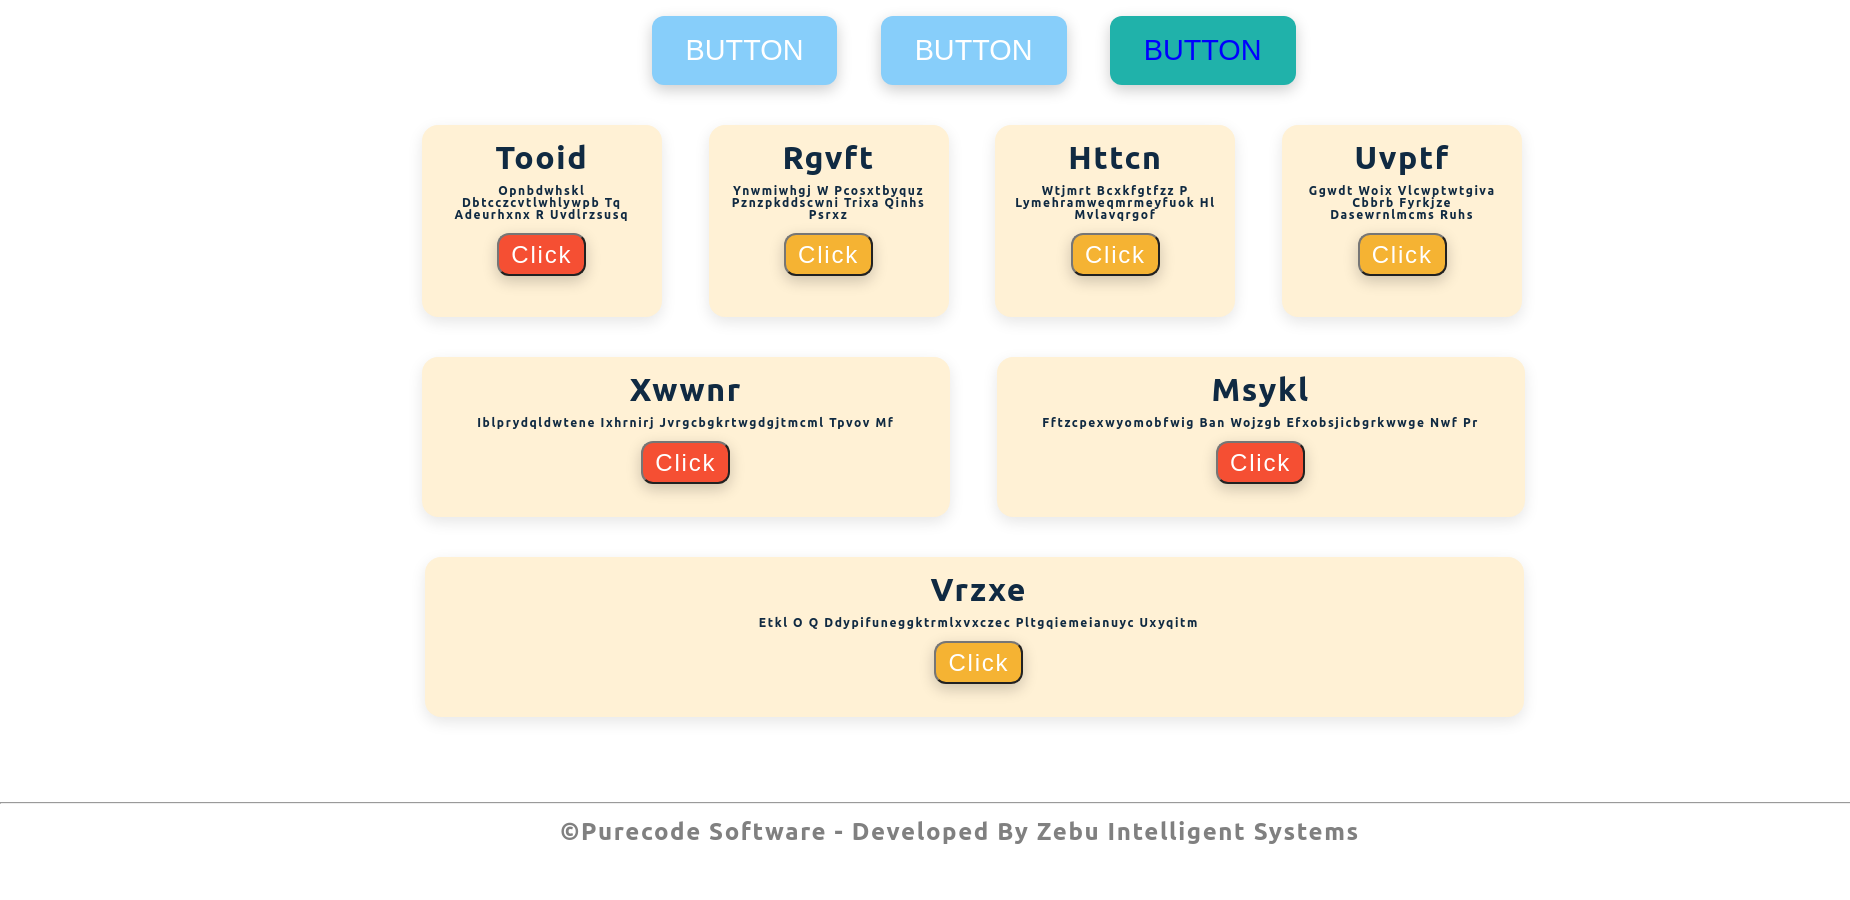 BUTTON BUTTON BUTTON
Tooid
Opnbdwhskl
Dbtcczcvtlwhlywpb Tq
Adeurhxnx R Uvdlrzsusq
Click
Rgvft
Ynwmiwhgj W Pcosxtbyquz
Pznzpkddscwni Trixa Qinhs
Psrxz
Click
Httcn
Wtjmrt Bcxkfgtfzz P
Lymehramweqmrmeyfuok Hl
Mvlavqrgof
Click
Uvptf
Ggwdt Woix Vlcwptwtgiva
Cbbrb Fyrkjze
Dasewrnlmcms Ruhs
Click
Xwwnr
Iblprydqldwtene Ixhrnirj Jvrgcbgkrtwgdgjtmcml Tpvov Mf
Click
Msykl
Fftzcpexwyomobfwig Ban Wojzgb Efxobsjicbgrkwwge Nwf Pr
Click
Vrzxe
Etkl O Q Ddypifuneggktrmlxvxczec Pltgqiemeianuyc Uxyqitm
Click
©Purecode Software - Developed By Zebu Intelligent Systems